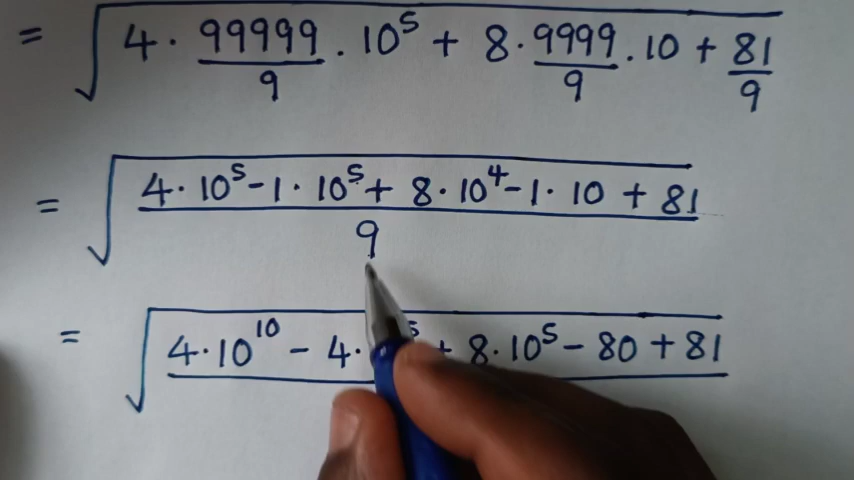 = √4 · 99999/9 · 10⁵ + 8 · 9999/9 · 10 + 81/9
= √4 · 10⁵ - 1 · 10⁵ + 8 · 10⁴ - 1 · 10 + 81 / 9
= √4 · 10¹⁰ - 4 · ⁵ + 8 · 10⁵ - 80 + 81